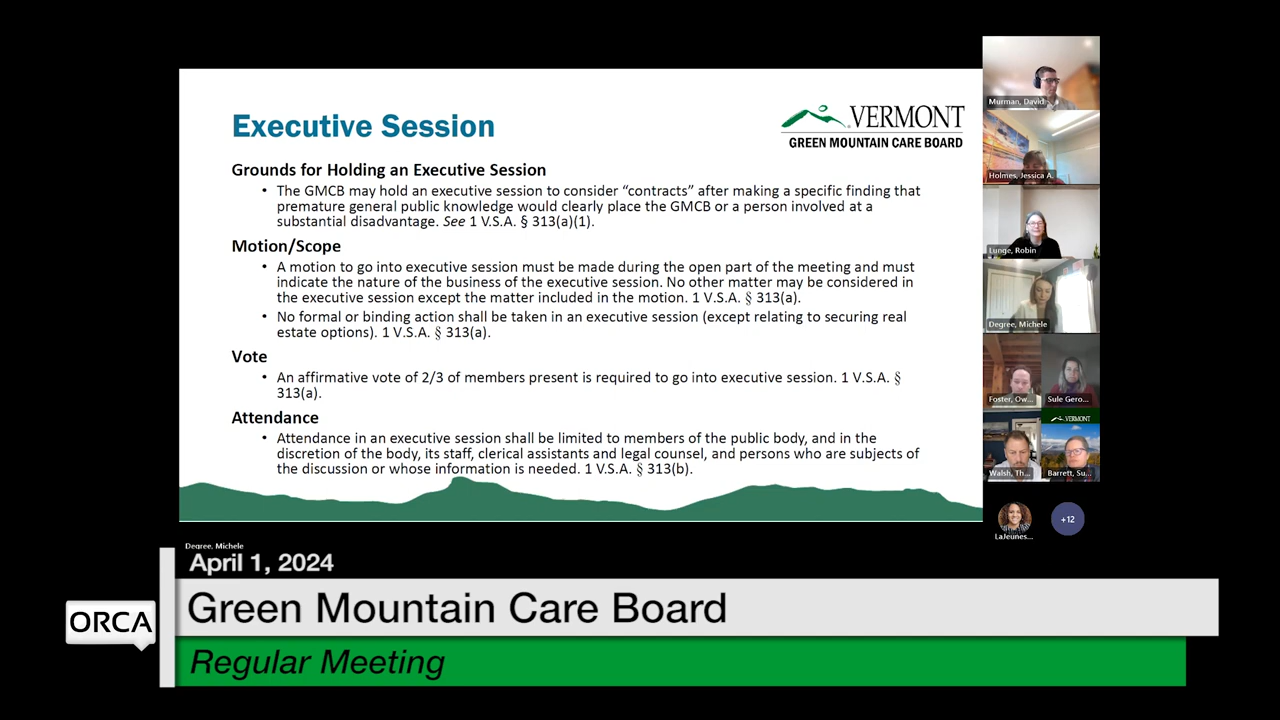 Executive Session
VERMONT
GREEN MOUNTAIN CARE BOARD
Grounds for Holding an Executive Session
• The GMCB may hold an executive session to consider “contracts” after making a specific finding that
premature general public knowledge would clearly place the GMCB or a person involved at a
substantial disadvantage. See 1 V.S.A. § 313(a)(1).
Motion/Scope
• A motion to go into executive session must be made during the open part of the meeting and must
indicate the nature of the business of the executive session. No other matter may be considered in
the executive session except the matter included in the motion. 1 V.S.A. § 313(a).
• No formal or binding action shall be taken in an executive session (except relating to securing real
estate options). 1 V.S.A. § 313(a).
Vote
• An affirmative vote of 2/3 of members present is required to go into executive session. 1 V.S.A. §
313(a).
Attendance
• Attendance in an executive session shall be limited to members of the public body, and in the
discretion of the body, its staff, clerical assistants and legal counsel, and persons who are subjects of
the discussion or whose information is needed. 1 V.S.A. § 313(b).
Murman, David
Holmes, Jessica A.
Lunge, Robin
Degree, Michele
Foster, Ow...
Sule Gero...
VERMONT
Walsh, Th...
Barrett, Su...
LaJeunes...
+12
Degree, Michele
April 1, 2024
ORCA
Green Mountain Care Board
Regular Meeting